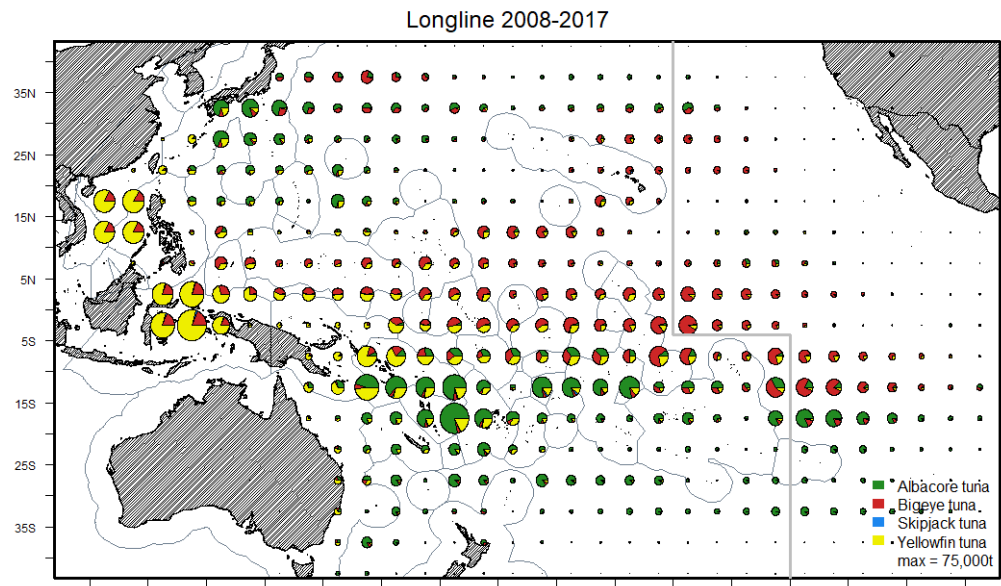 Longline 2008-2017
35N
25N
15N
5N
5S
15S
25S
35S
Albacore tuna
Bigeye tuna
Skipjack tuna
Yellowfin tuna
max = 75,000t